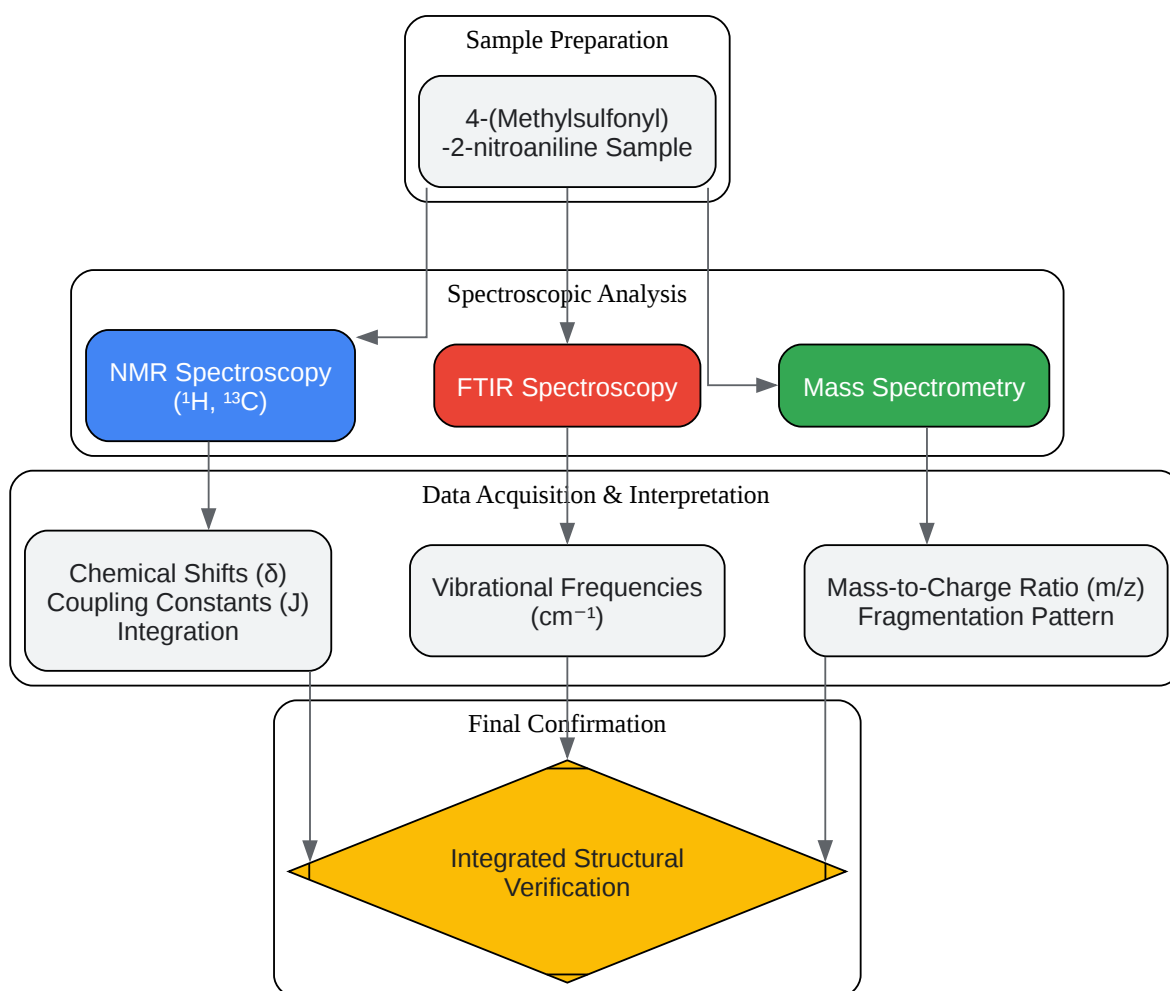 Sample Preparation
4-(Methylsulfonyl)
-2-nitroaniline Sample
Spectroscopic Analysis
NMR Spectroscopy
(¹H, ¹³C)
FTIR Spectroscopy
Mass Spectrometry
Data Acquisition & Interpretation
Chemical Shifts (δ)
Coupling Constants (J)
Integration
Vibrational Frequencies
(cm⁻¹)
Mass-to-Charge Ratio (m/z)
Fragmentation Pattern
Final Confirmation
Integrated Structural
Verification